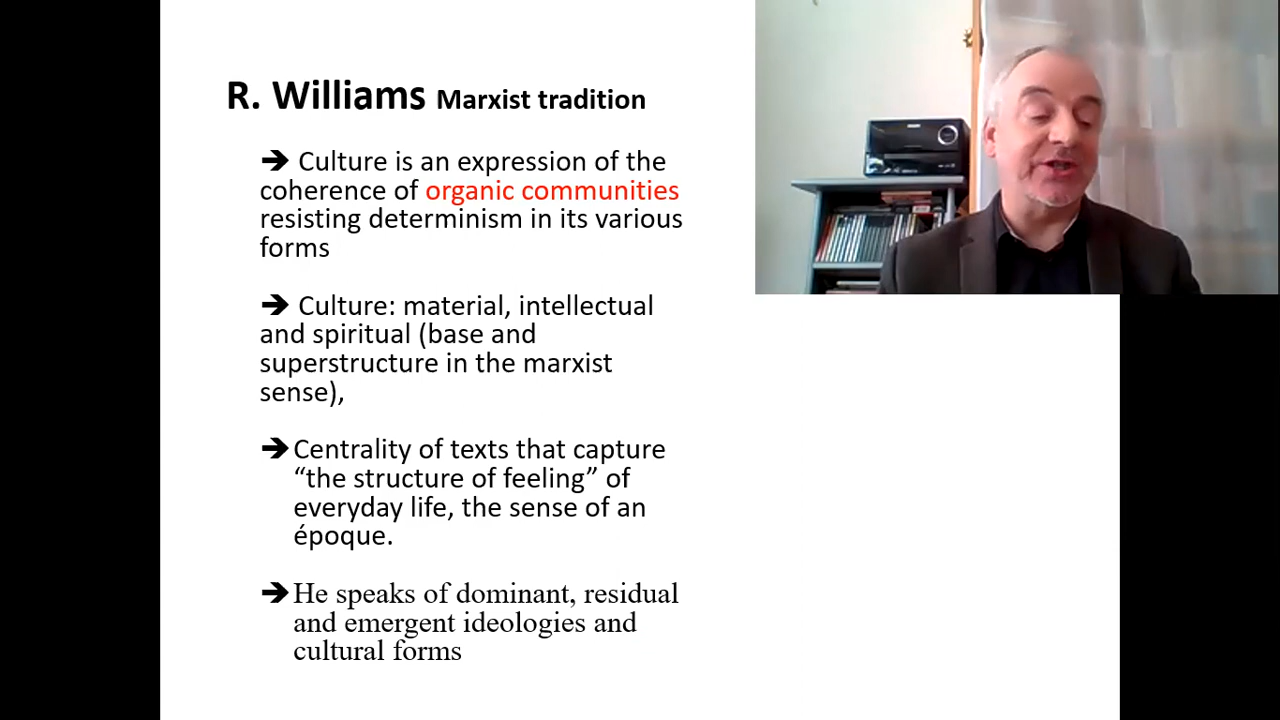 R. Williams Marxist tradition
➔ Culture is an expression of the
coherence of organic communities
resisting determinism in its various
forms
➔ Culture: material, intellectual
and spiritual (base and
superstructure in the marxist
sense),
➔ Centrality of texts that capture
“the structure of feeling” of
everyday life, the sense of an
époque.
➔ He speaks of dominant, residual
and emergent ideologies and
cultural forms